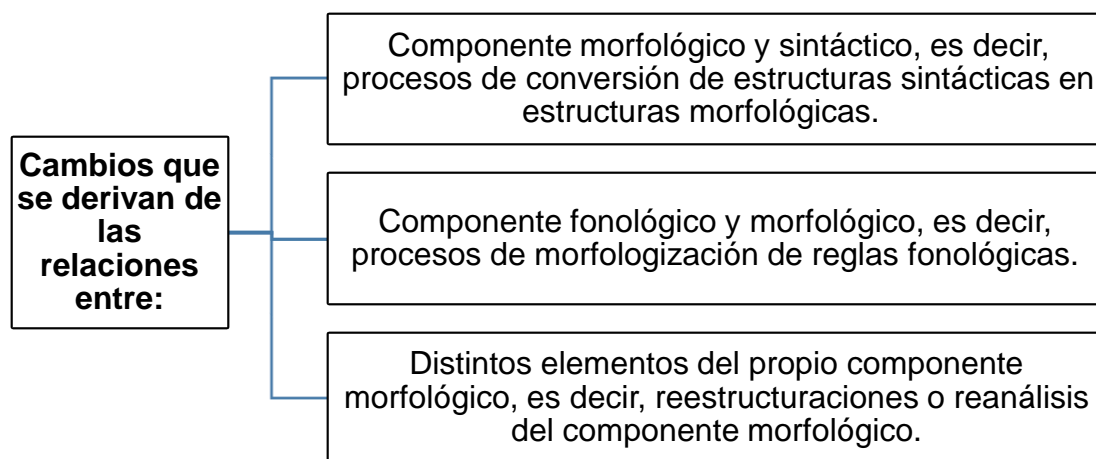 Cambios que
se derivan de
las
relaciones
entre:
Componente morfológico y sintáctico, es decir,
procesos de conversión de estructuras sintácticas en
estructuras morfológicas.
Componente fonológico y morfológico, es decir,
procesos de morfologización de reglas fonológicas.
Distintos elementos del propio componente
morfológico, es decir, reestructuraciones o reanálisis
del componente morfológico.